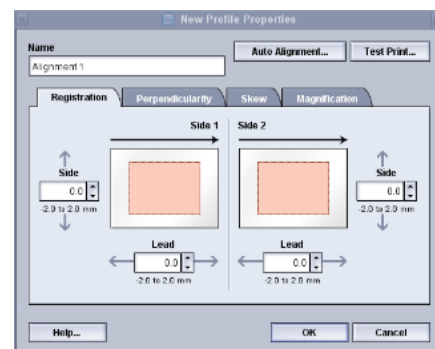 New Profile Properties
Name
Auto Alignment...
Test Print...
Alignment 1
Registration
Perpendicularity
Skew
Magnification
Side 1
Side 2
Side
0.0
-2.0 to 2.0 mm
Side
0.0
-2.0 to 2.0 mm
Lead
0.0
-2.0 to 2.0 mm
Lead
0.0
-2.0 to 2.0 mm
Help...
OK
Cancel